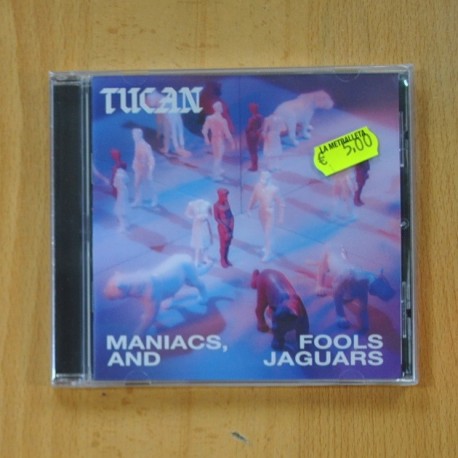 TUCAN
LA METRALLETA
€ 5,00
MANIACS, FOOLS
AND JAGUARS